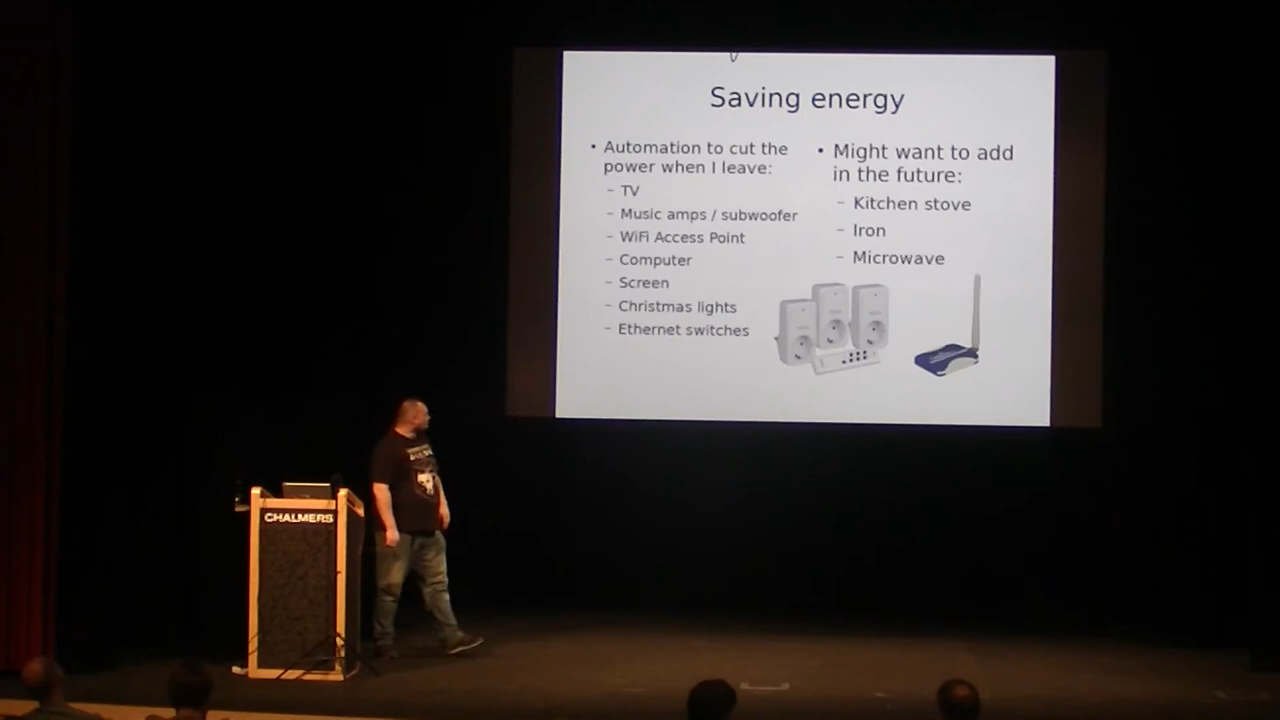 Saving energy
• Automation to cut the
power when I leave:
– TV
– Music amps / subwoofer
– WiFi Access Point
– Computer
– Screen
– Christmas lights
– Ethernet switches
• Might want to add
in the future:
– Kitchen stove
– Iron
– Microwave
CHALMERS